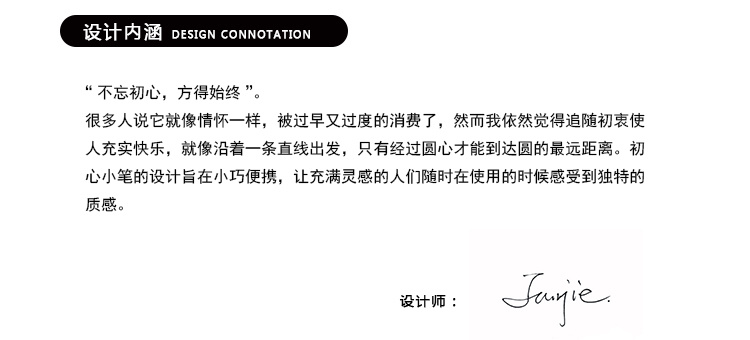 设计内涵 DESIGN CONNOTATION
“ 不忘初心，方得始终 ”。
很多人说它就像情怀一样，被过早又过度的消费了，然而我依然觉得追随初衷使
人充实快乐，就像沿着一条直线出发，只有经过圆心才能到达圆的最远距离。初
心小笔的设计旨在小巧便携，让充满灵感的人们随时在使用的时候感受到独特的
质感。
设计师：